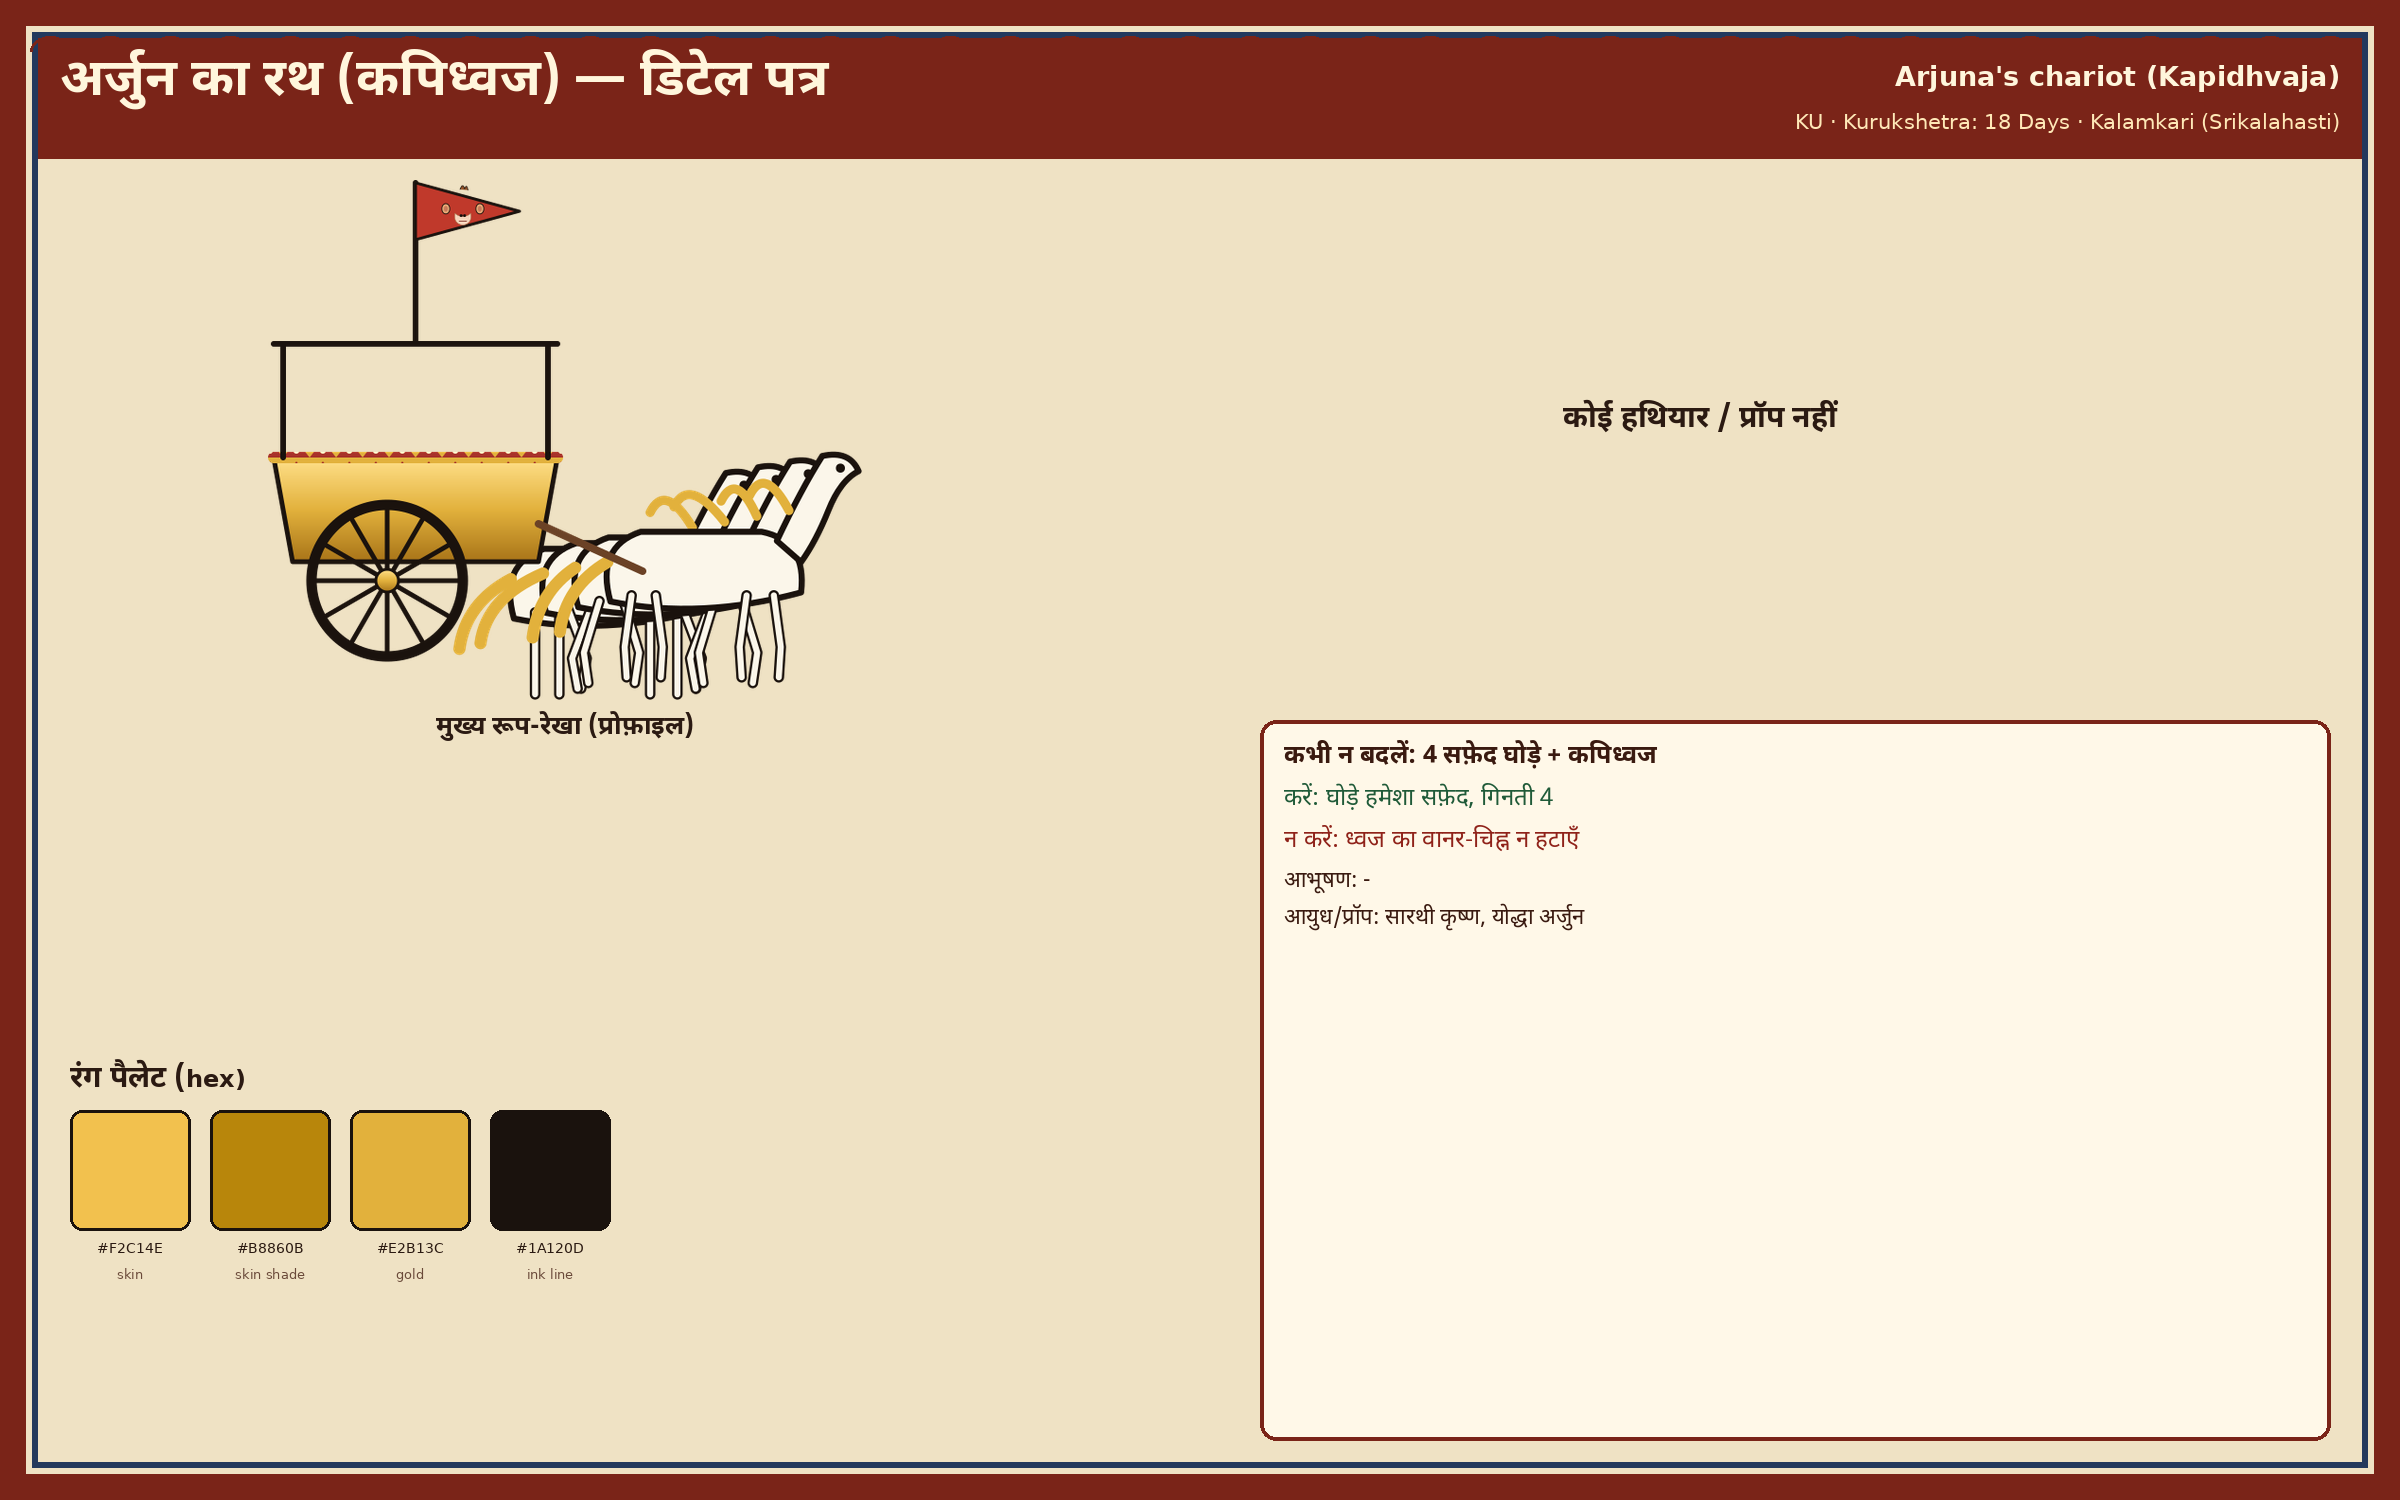 अर्जुन का रथ (कपिध्वज) — डिटेल पत्र
Arjuna's chariot (Kapidhvaja)
KU · Kurukshetra: 18 Days · Kalamkari (Srikalahasti)
कोई हथियार / प्रॉप नहीं
मुख्य रूप-रेखा (प्रोफ़ाइल)
कभी न बदलें: 4 सफ़ेद घोड़े + कपिध्वज
करें: घोड़े हमेशा सफ़ेद, गिनती 4
न करें: ध्वज का वानर-चिह्न न हटाएँ
आभूषण: -
आयुध/प्रॉप: सारथी कृष्ण, योद्धा अर्जुन
रंग पैलेट (hex)
#F2C14E #B8860B #E2B13C #1A120D
skin skin shade gold ink line